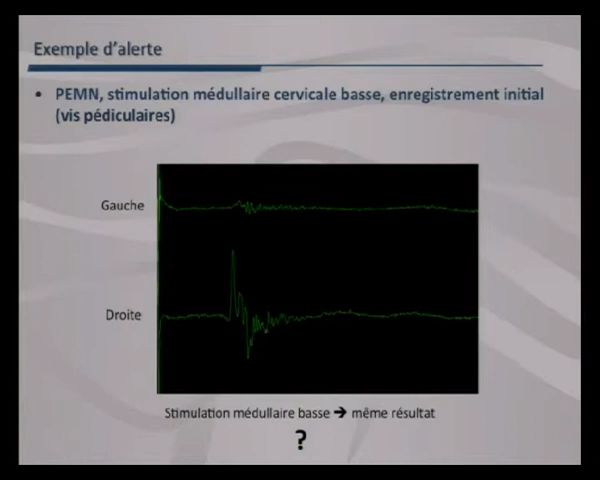 Exemple d'alerte
• PEMN, stimulation médullaire cervicale basse, enregistrement initial
(vis pédiculaires)
Gauche
Droite
Stimulation médullaire basse ➔ même résultat
?